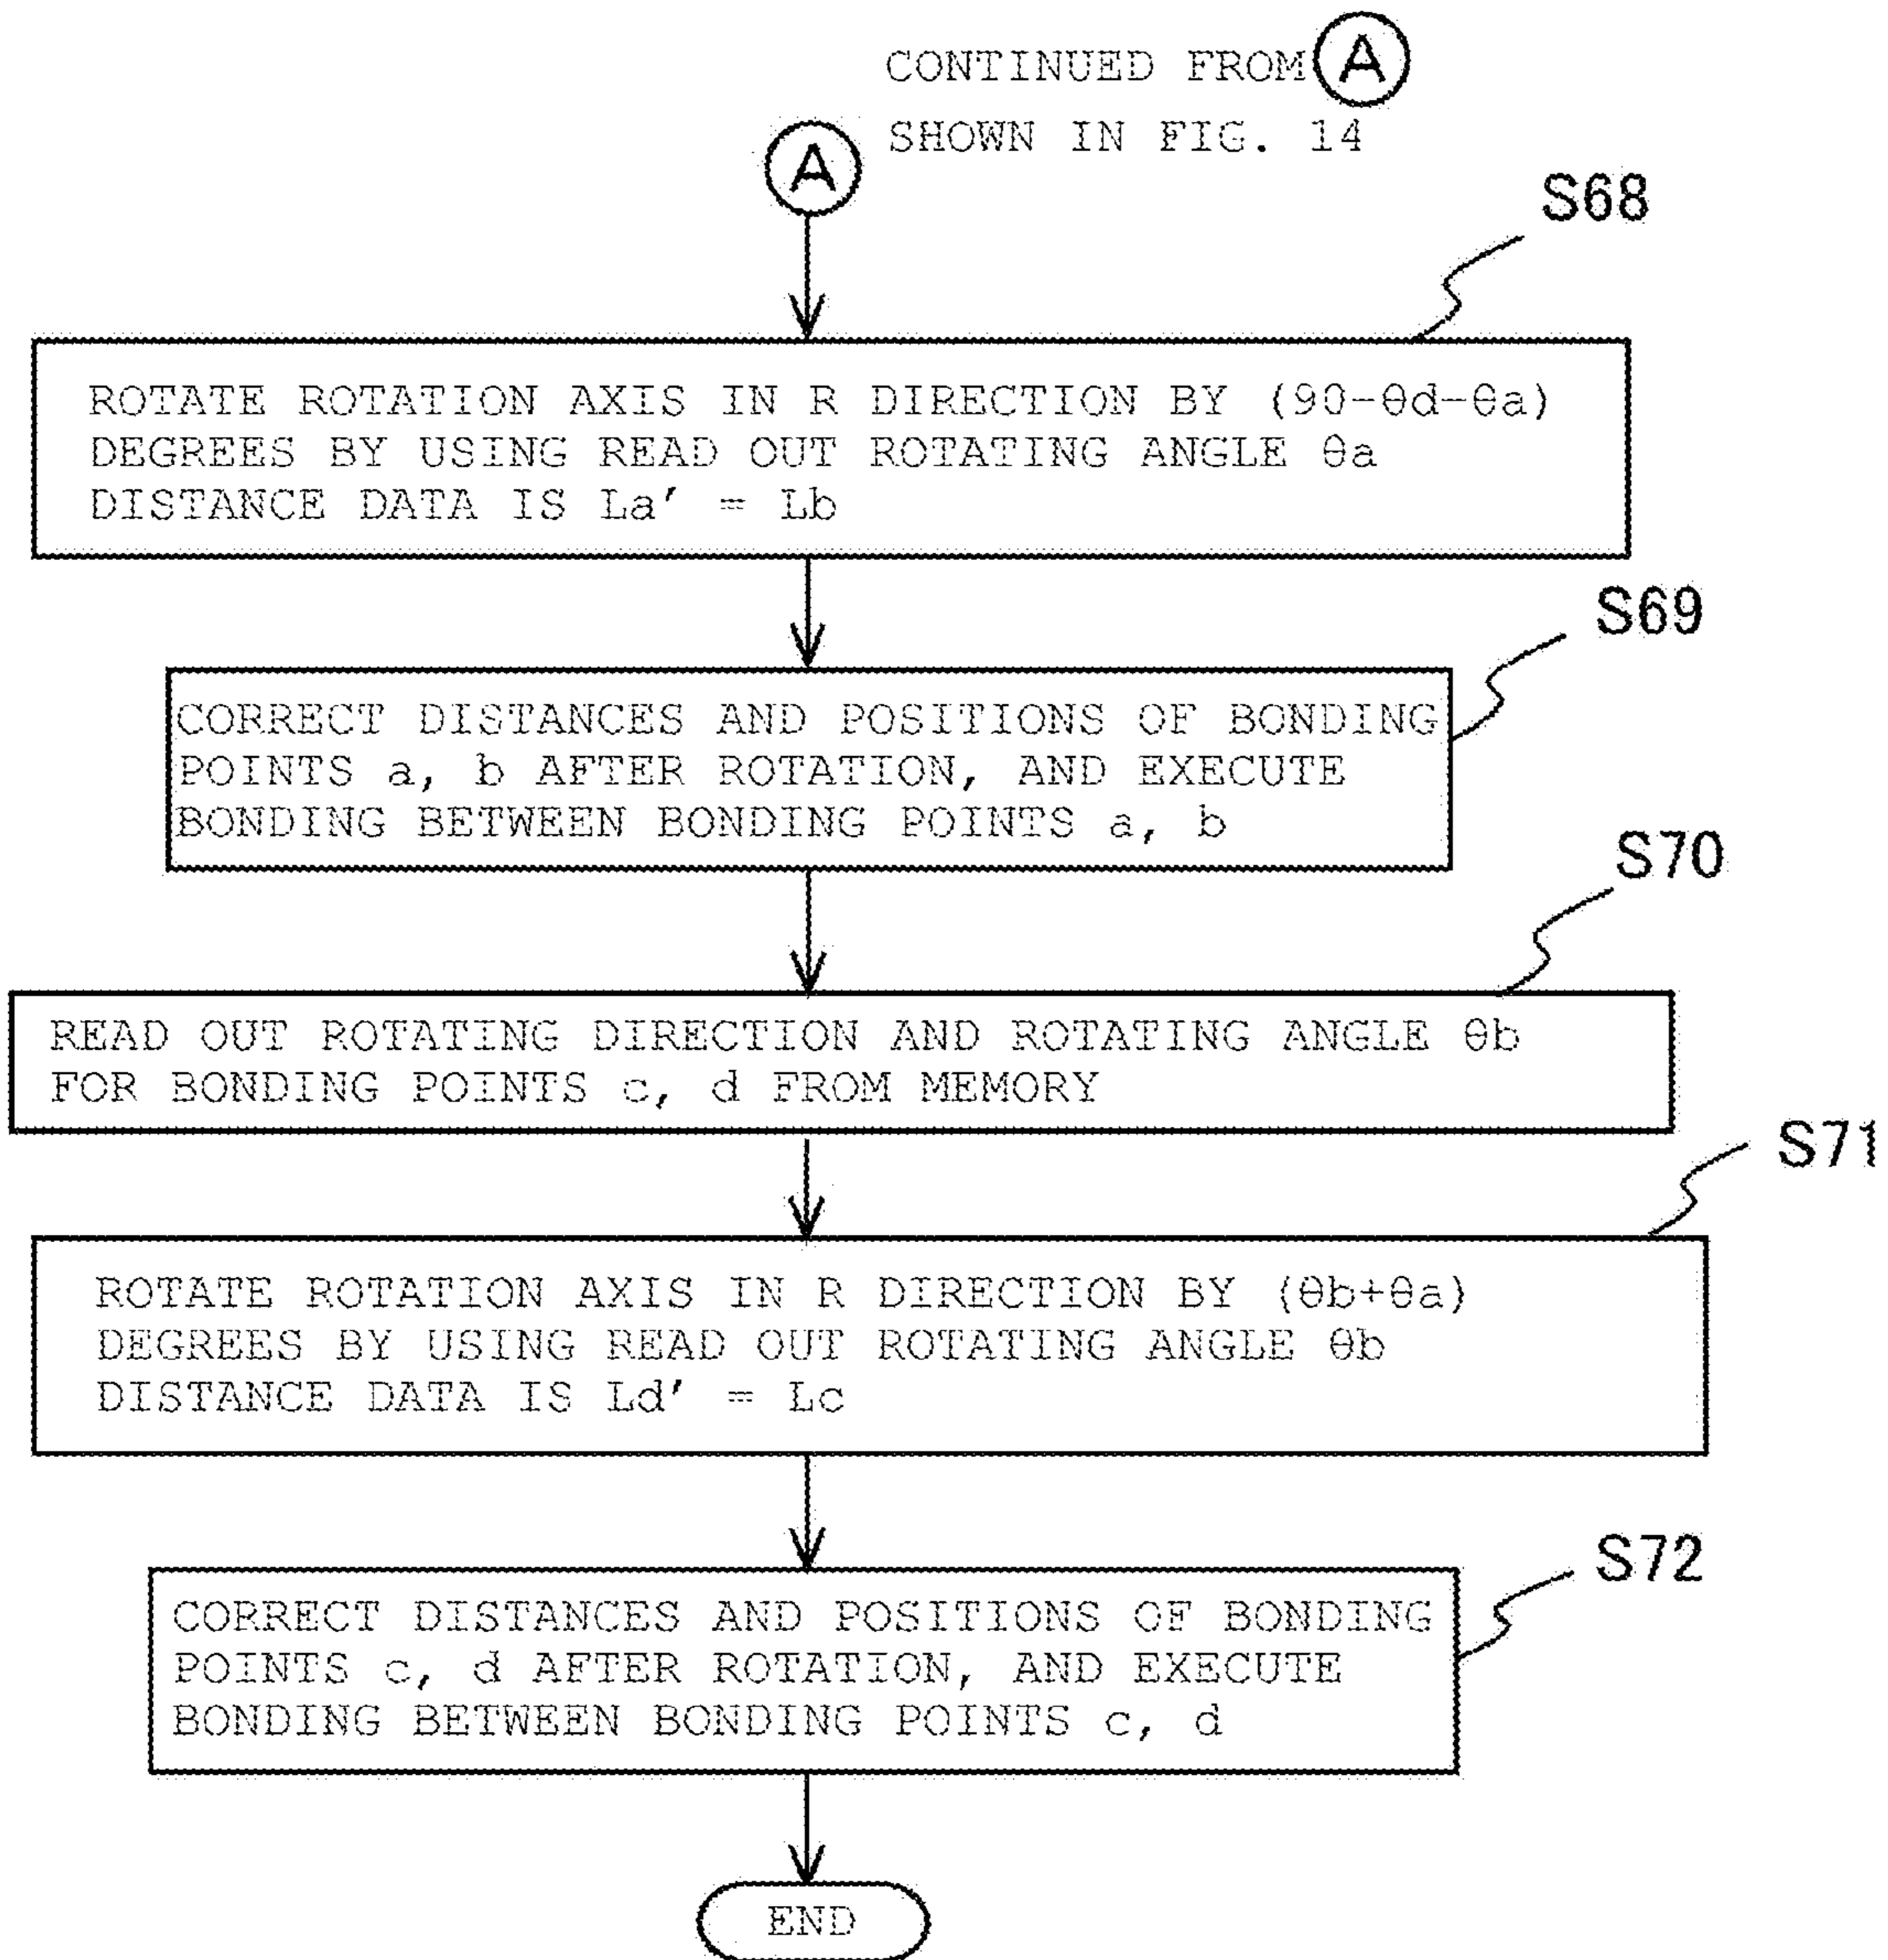 CONTINUED FROM A
SHOWN IN FIG. 14
A
S68
ROTATE ROTATION AXIS IN R DIRECTION BY (90-θd-θa)
DEGREES BY USING READ OUT ROTATING ANGLE θa
DISTANCE DATA IS La' = Lb
S69
CORRECT DISTANCES AND POSITIONS OF BONDING
POINTS a, b AFTER ROTATION, AND EXECUTE
BONDING BETWEEN BONDING POINTS a, b
S70
READ OUT ROTATING DIRECTION AND ROTATING ANGLE θb
FOR BONDING POINTS c, d FROM MEMORY
S71
ROTATE ROTATION AXIS IN R DIRECTION BY (θb+θa)
DEGREES BY USING READ OUT ROTATING ANGLE θb
DISTANCE DATA IS Ld' = Lc
S72
CORRECT DISTANCES AND POSITIONS OF BONDING
POINTS c, d AFTER ROTATION, AND EXECUTE
BONDING BETWEEN BONDING POINTS c, d
END